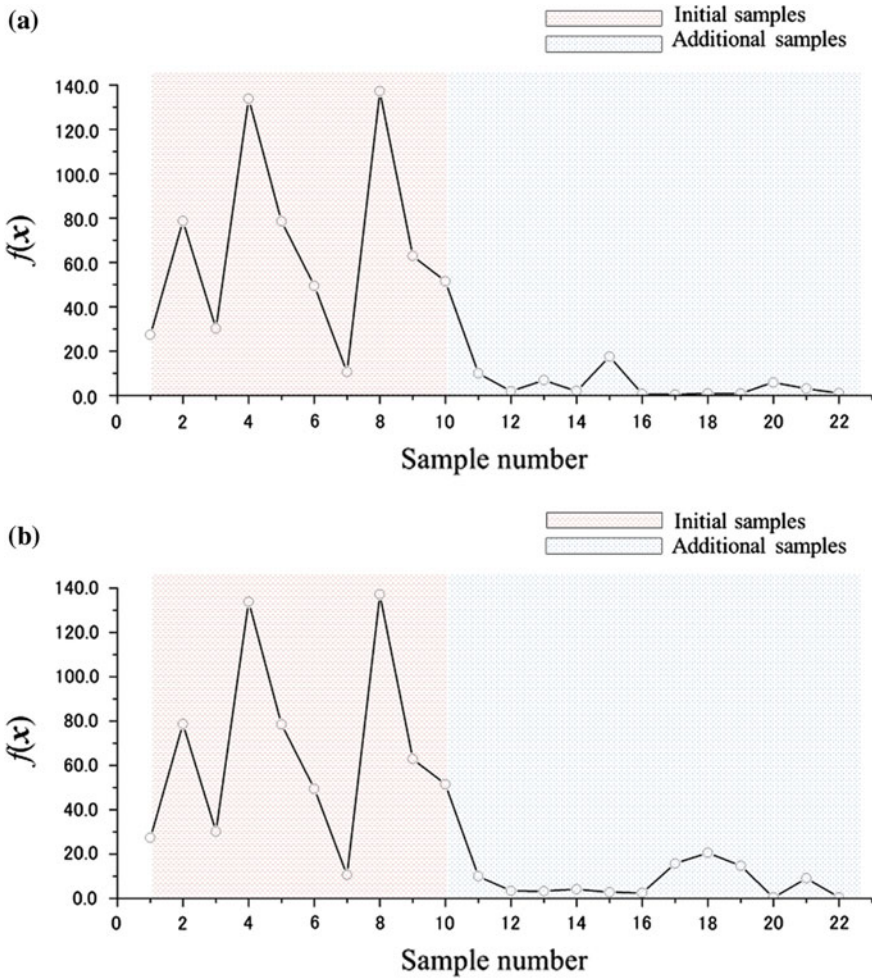 (a)
Initial samples
Additional samples
140.0
120.0
100.0
80.0
60.0
40.0
20.0
0.0
f(x)
0 2 4 6 8 10 12 14 16 18 20 22
Sample number
(b)
Initial samples
Additional samples
140.0
120.0
100.0
80.0
60.0
40.0
20.0
0.0
f(x)
0 2 4 6 8 10 12 14 16 18 20 22
Sample number